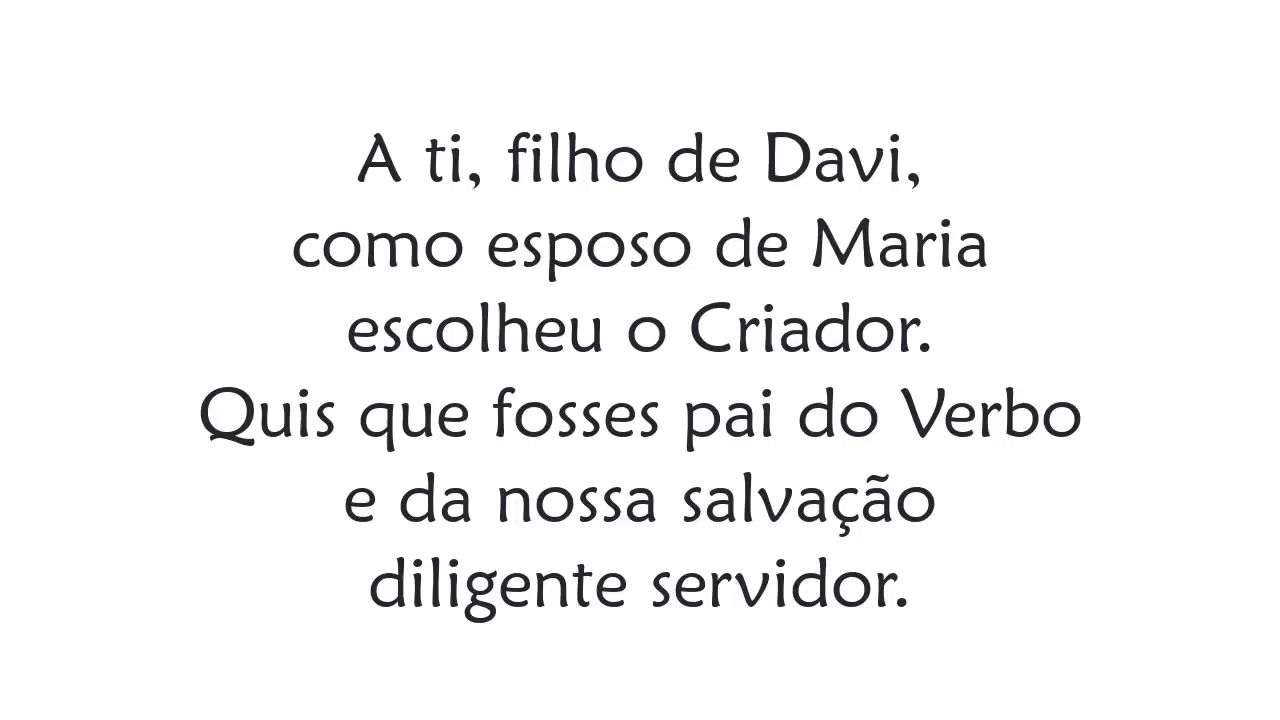 A ti, filho de Davi,
como esposo de Maria
escolheu o Criador.
Quis que fosses pai do Verbo
e da nossa salvação
diligente servidor.